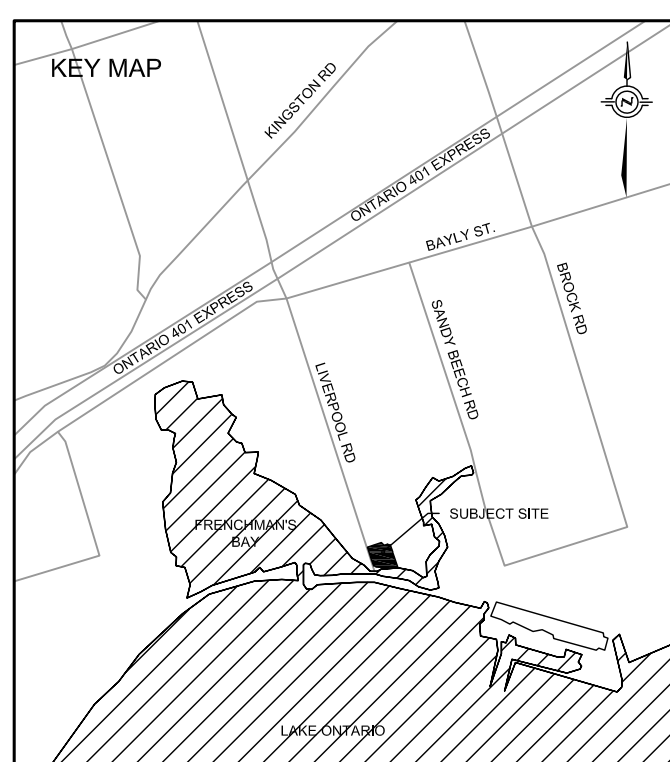 KEY MAP
KINGSTON RD
N
ONTARIO 401 EXPRESS
BAYLY ST.
BROCK RD
ONTARIO 401 EXPRESS
SANDY BEECH RD
LIVERPOOL RD
SUBJECT SITE
FRENCHMAN'S
BAY
LAKE ONTARIO